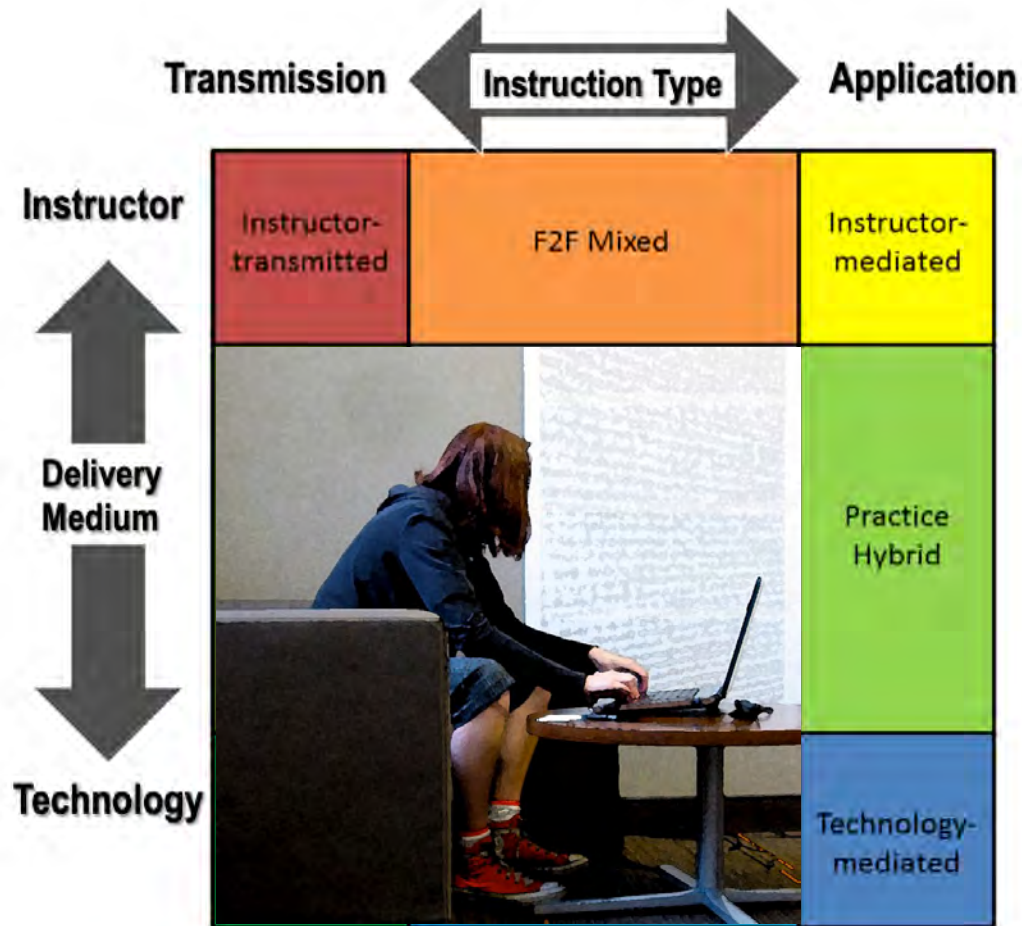 Transmission
Instruction Type
Application
Instructor
Instructor-
transmitted
F2F Mixed
Instructor-
mediated
Delivery
Medium
Practice
Hybrid
Technology
Technology-
mediated